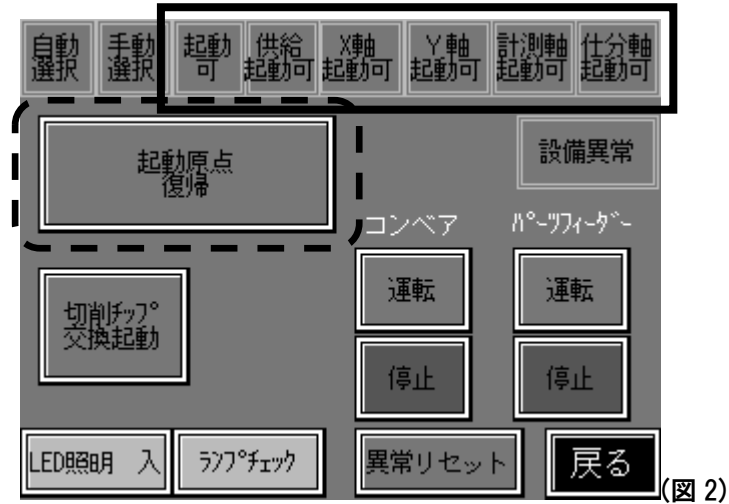 自動
選択
手動
選択
起動
可
供給
起動可
X軸
起動可
Y軸
起動可
計測軸
起動可
仕分軸
起動可
起動原点
復帰
設備異常
コンベア
パーツフィーダー
切削チップ
交換起動
運転
運転
停止
停止
LED照明 入
ランプチェック
異常リセット
戻る
(図 2)